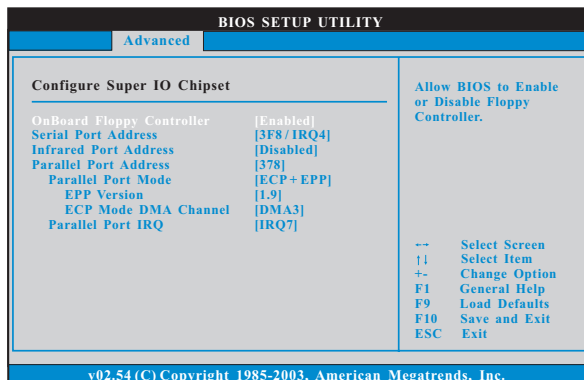 BIOS SETUP UTILITY
Advanced
Configure Super IO Chipset
OnBoard Floppy Controller [Enabled]
Serial Port Address [3F8 / IRQ4]
Infrared Port Address [Disabled]
Parallel Port Address [378]
Parallel Port Mode [ECP + EPP]
EPP Version [1.9]
ECP Mode DMA Channel [DMA3]
Parallel Port IRQ [IRQ7]
Allow BIOS to Enable
or Disable Floppy
Controller.
←→ Select Screen
↑↓ Select Item
+- Change Option
F1 General Help
F9 Load Defaults
F10 Save and Exit
ESC Exit
v02.54 (C) Copyright 1985-2003, American Megatrends, Inc.